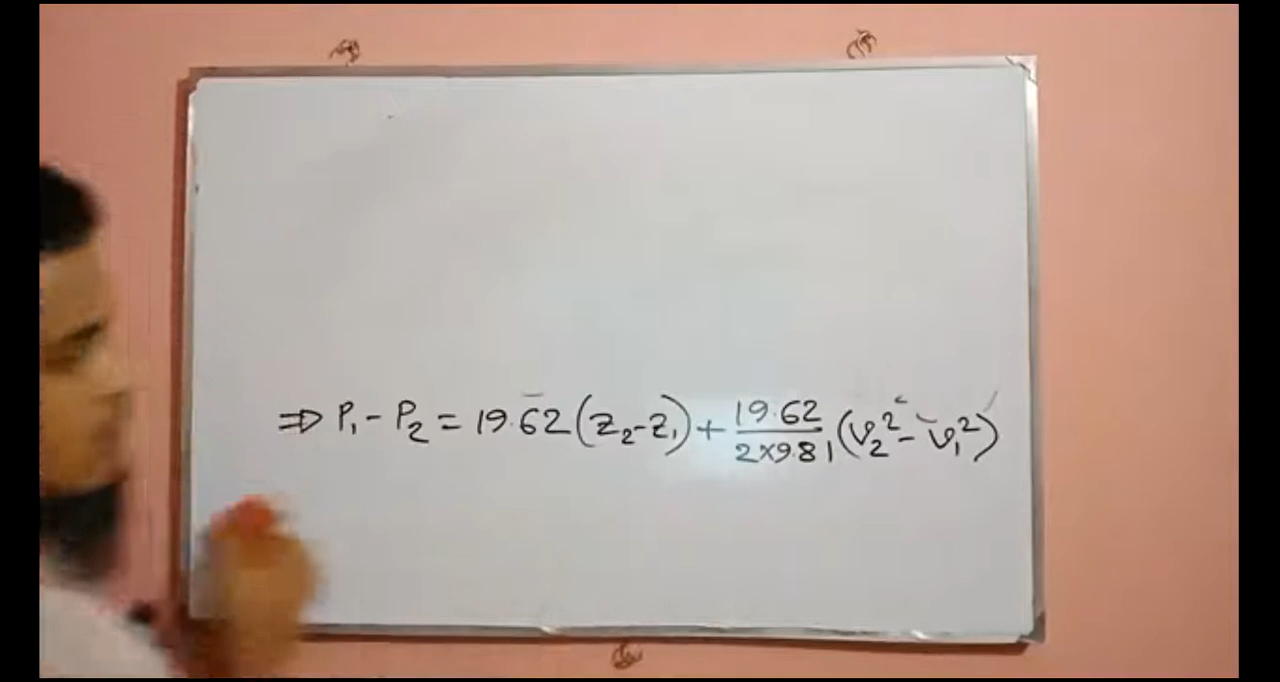 ⇒ P₁ - P₂ = 19.62 (Z₂-Z₁) + 19.62/2×9.81 (V₂² - V₁²)